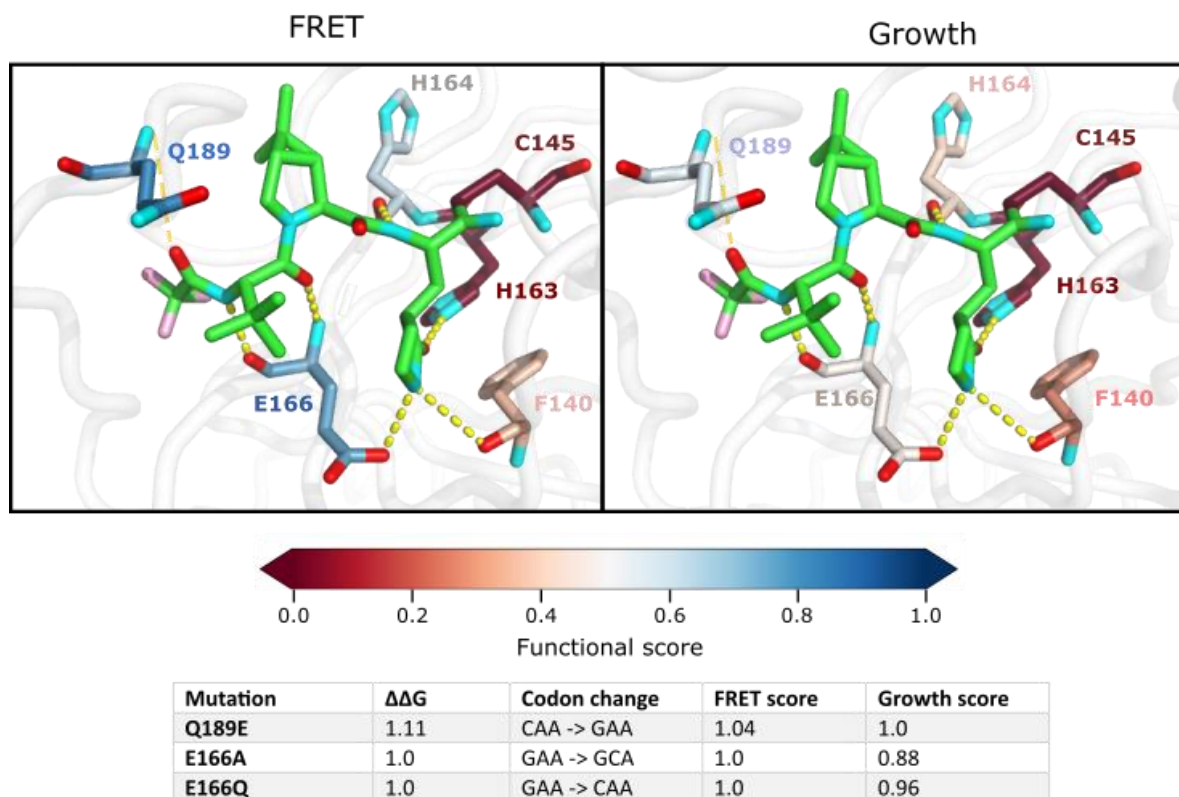 FRET Growth
H164 H164
Q189 C145 Q189 C145
H163 H163
E166 F140 E166 F140
0.0 0.2 0.4 0.6 0.8 1.0
Functional score
Mutation ΔΔG Codon change FRET score Growth score
Q189E 1.11 CAA -> GAA 1.04 1.0
E166A 1.0 GAA -> GCA 1.0 0.88
E166Q 1.0 GAA -> CAA 1.0 0.96